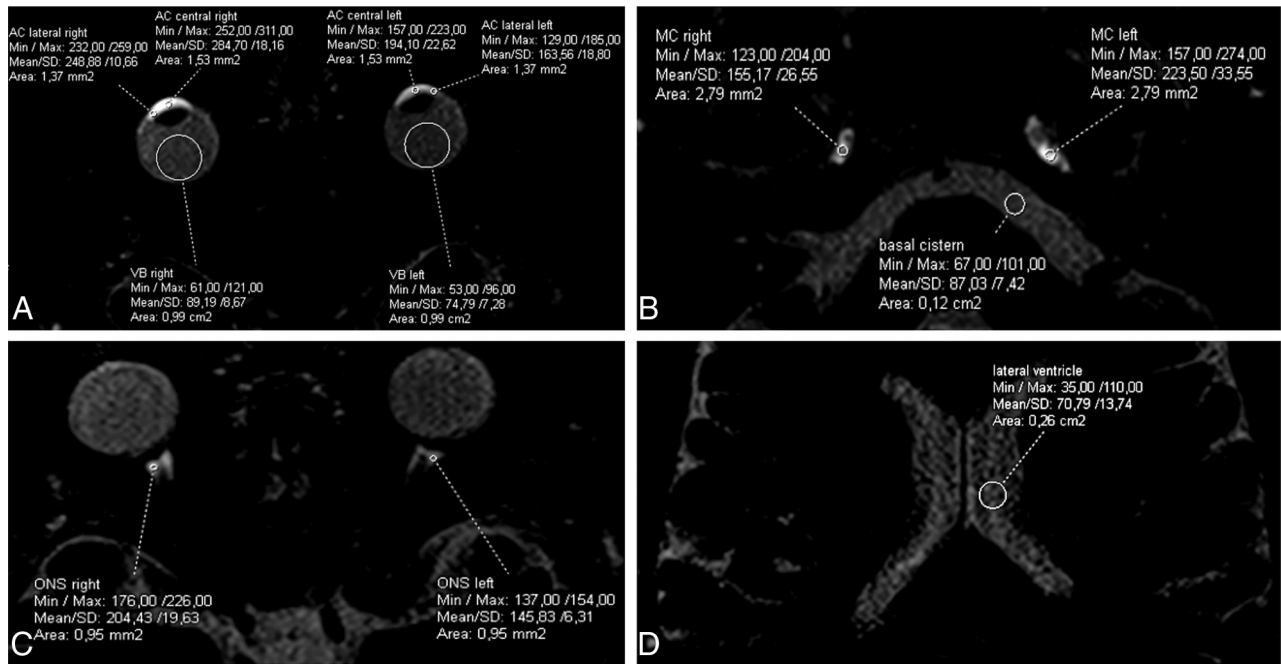 AC lateral right
Min / Max: 232,00 /259,00
Mean/SD: 248,88 /10,66
Area: 1,37 mm2
AC central right
Min / Max: 252,00 /311,00
Mean/SD: 284,70 /18,16
Area: 1,53 mm2
AC central left
Min / Max: 157,00 /223,00
Mean/SD: 194,10 /22,62
Area: 1,53 mm2
AC lateral left
Min / Max: 129,00 /185,00
Mean/SD: 163,56 /18,80
Area: 1,37 mm2
VB right
Min / Max: 61,00 /121,00
Mean/SD: 89,19 /8,67
Area: 0,99 cm2
VB left
Min / Max: 53,00 /96,00
Mean/SD: 74,79 /7,28
Area: 0,99 cm2
A
MC right
Min / Max: 123,00 /204,00
Mean/SD: 155,17 /26,55
Area: 2,79 mm2
MC left
Min / Max: 157,00 /274,00
Mean/SD: 223,50 /33,55
Area: 2,79 mm2
basal cistern
Min / Max: 67,00 /101,00
Mean/SD: 87,03 /7,42
Area: 0,12 cm2
B
ONS right
Min / Max: 176,00 /226,00
Mean/SD: 204,43 /19,63
Area: 0,95 mm2
ONS left
Min / Max: 137,00 /154,00
Mean/SD: 145,83 /6,31
Area: 0,95 mm2
C
lateral ventricle
Min / Max: 35,00 /110,00
Mean/SD: 70,79 /13,74
Area: 0,26 cm2
D